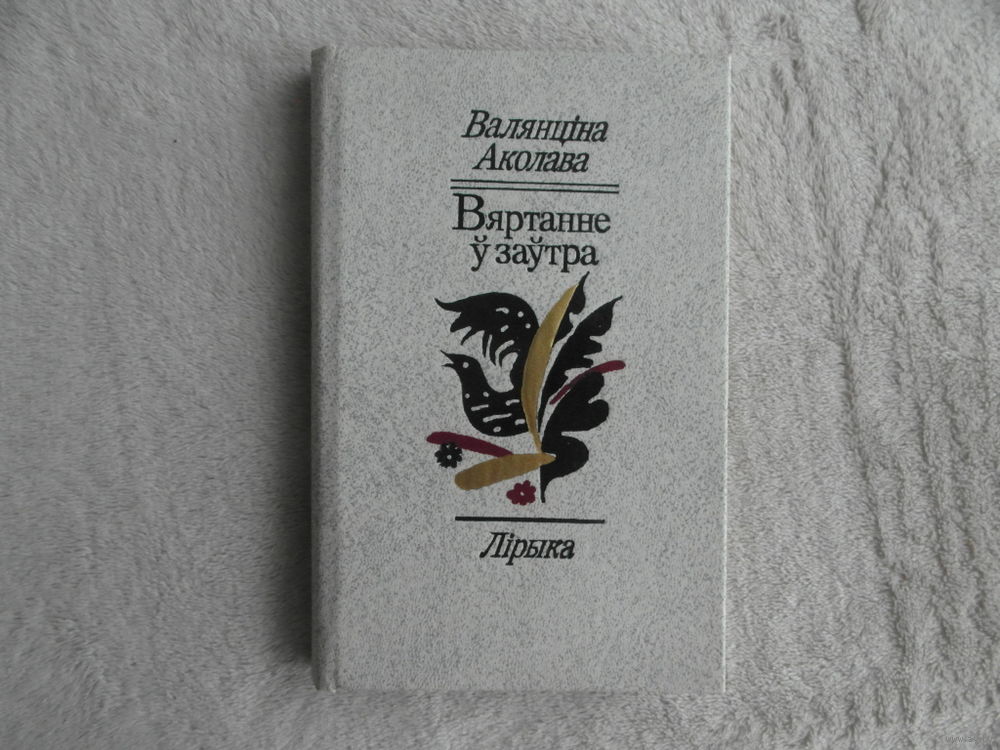 Валянціна
Аколава
Вяртанне
ў заўтра
Лірыка